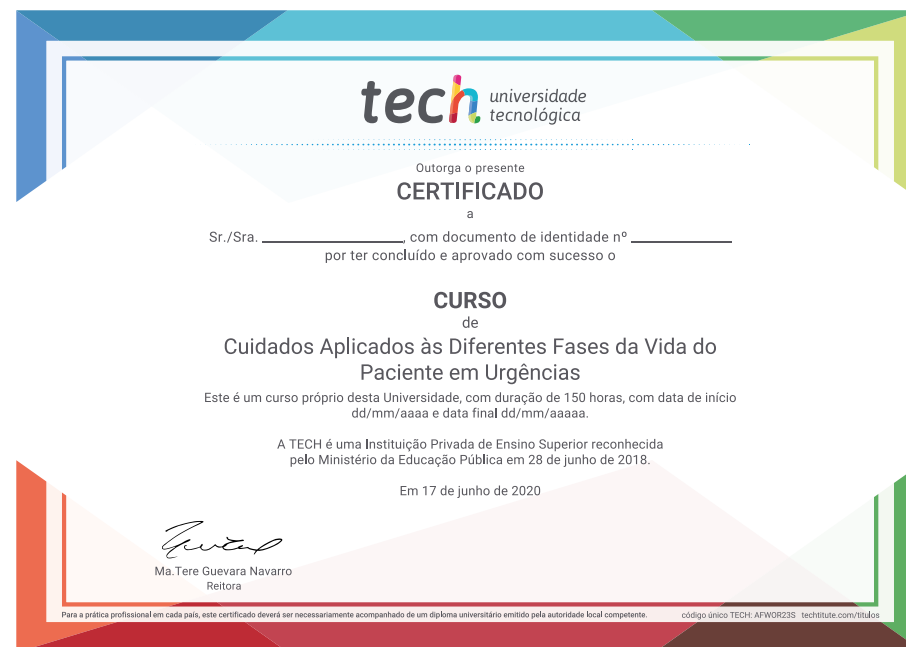 tech universidade
tecnológica
Outorga o presente
CERTIFICADO
a
Sr./Sra. ____________________, com documento de identidade nº ______________
por ter concluído e aprovado com sucesso o
CURSO
de
Cuidados Aplicados às Diferentes Fases da Vida do
Paciente em Urgências
Este é um curso próprio desta Universidade, com duração de 150 horas, com data de início
dd/mm/aaaa e data final dd/mm/aaaaa.
A TECH é uma Instituição Privada de Ensino Superior reconhecida
pelo Ministério da Educação Pública em 28 de junho de 2018.
Em 17 de junho de 2020
Ma.Tere Guevara Navarro
Reitora
Para a prática profissional em cada país, este certificado deverá ser necessariamente acompanhado de um diploma universitário emitido pela autoridade local competente. código único TECH: AFWOR23S techtitute.com/titulos